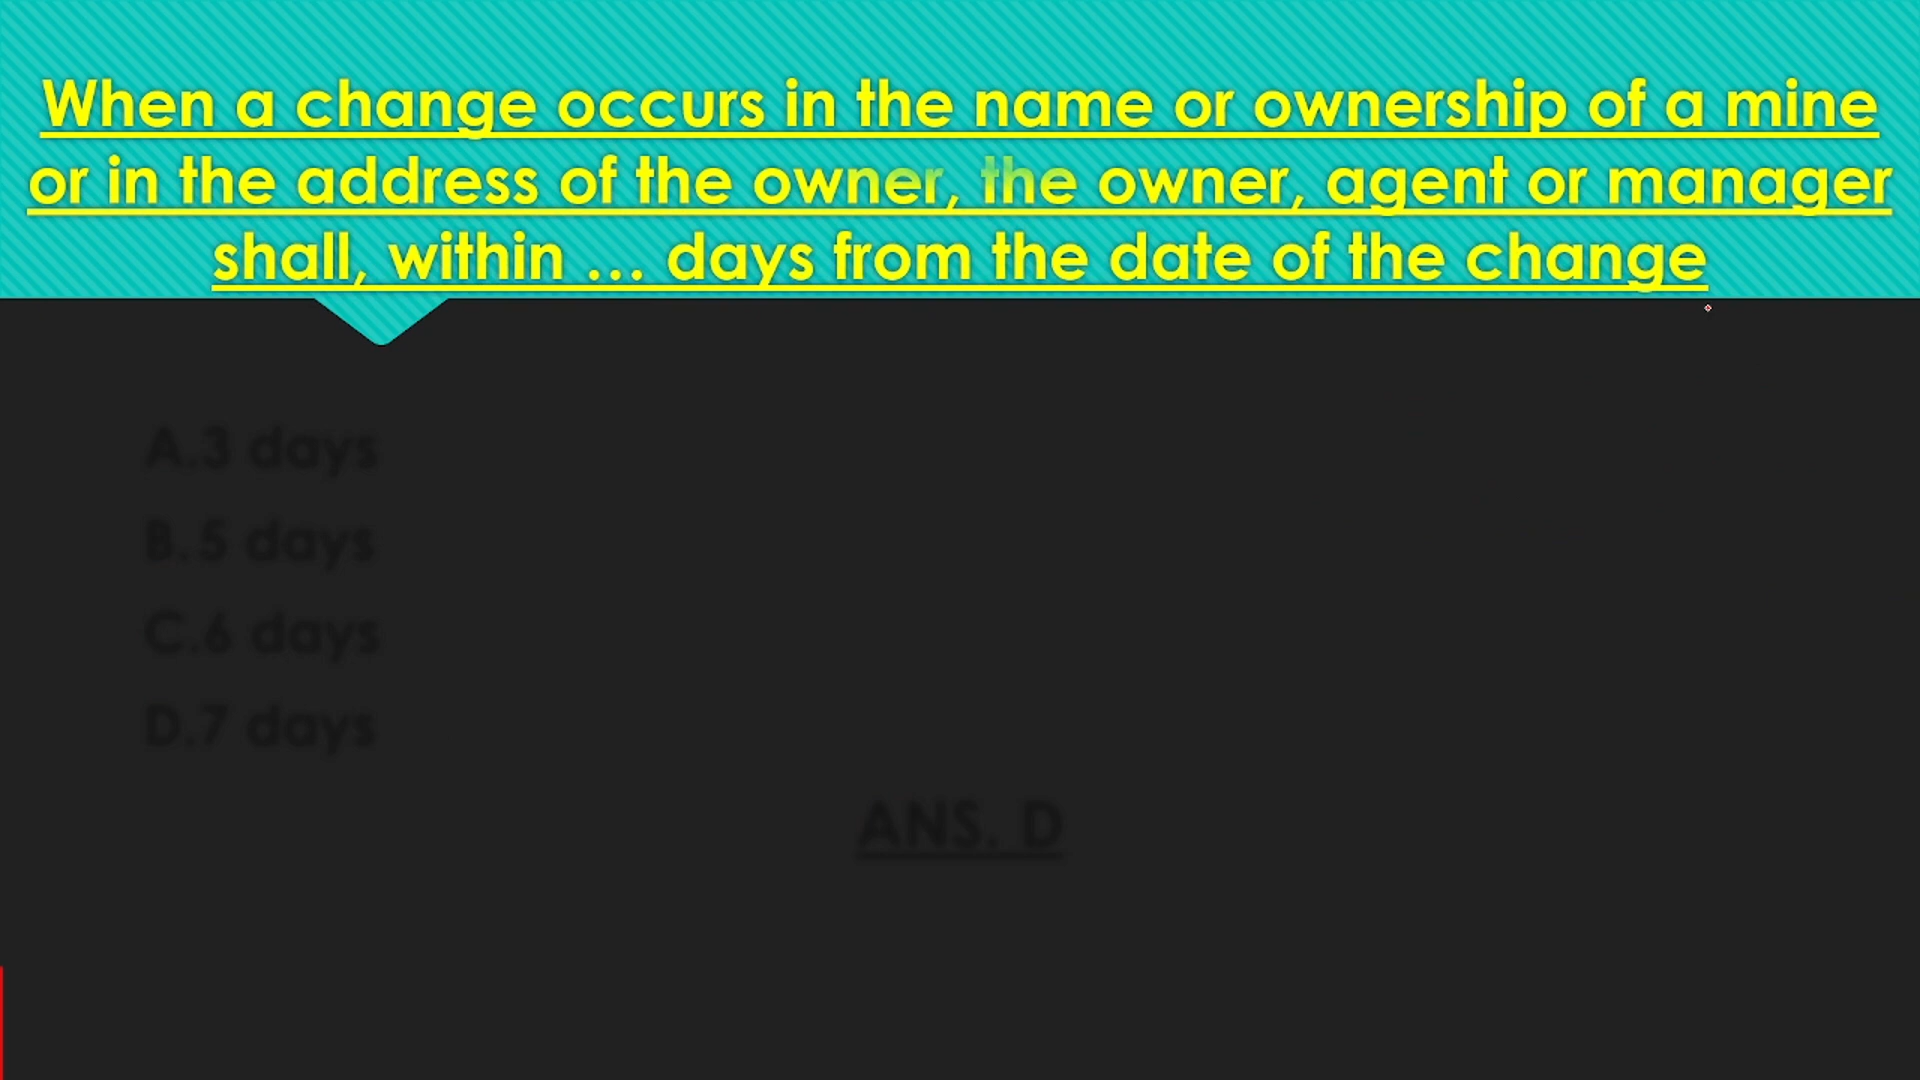 When a change occurs in the name or ownership of a mine
or in the address of the owner, the owner, agent or manager
shall, within … days from the date of the change
A.3 days
B.5 days
C.6 days
D.7 days
ANS. D